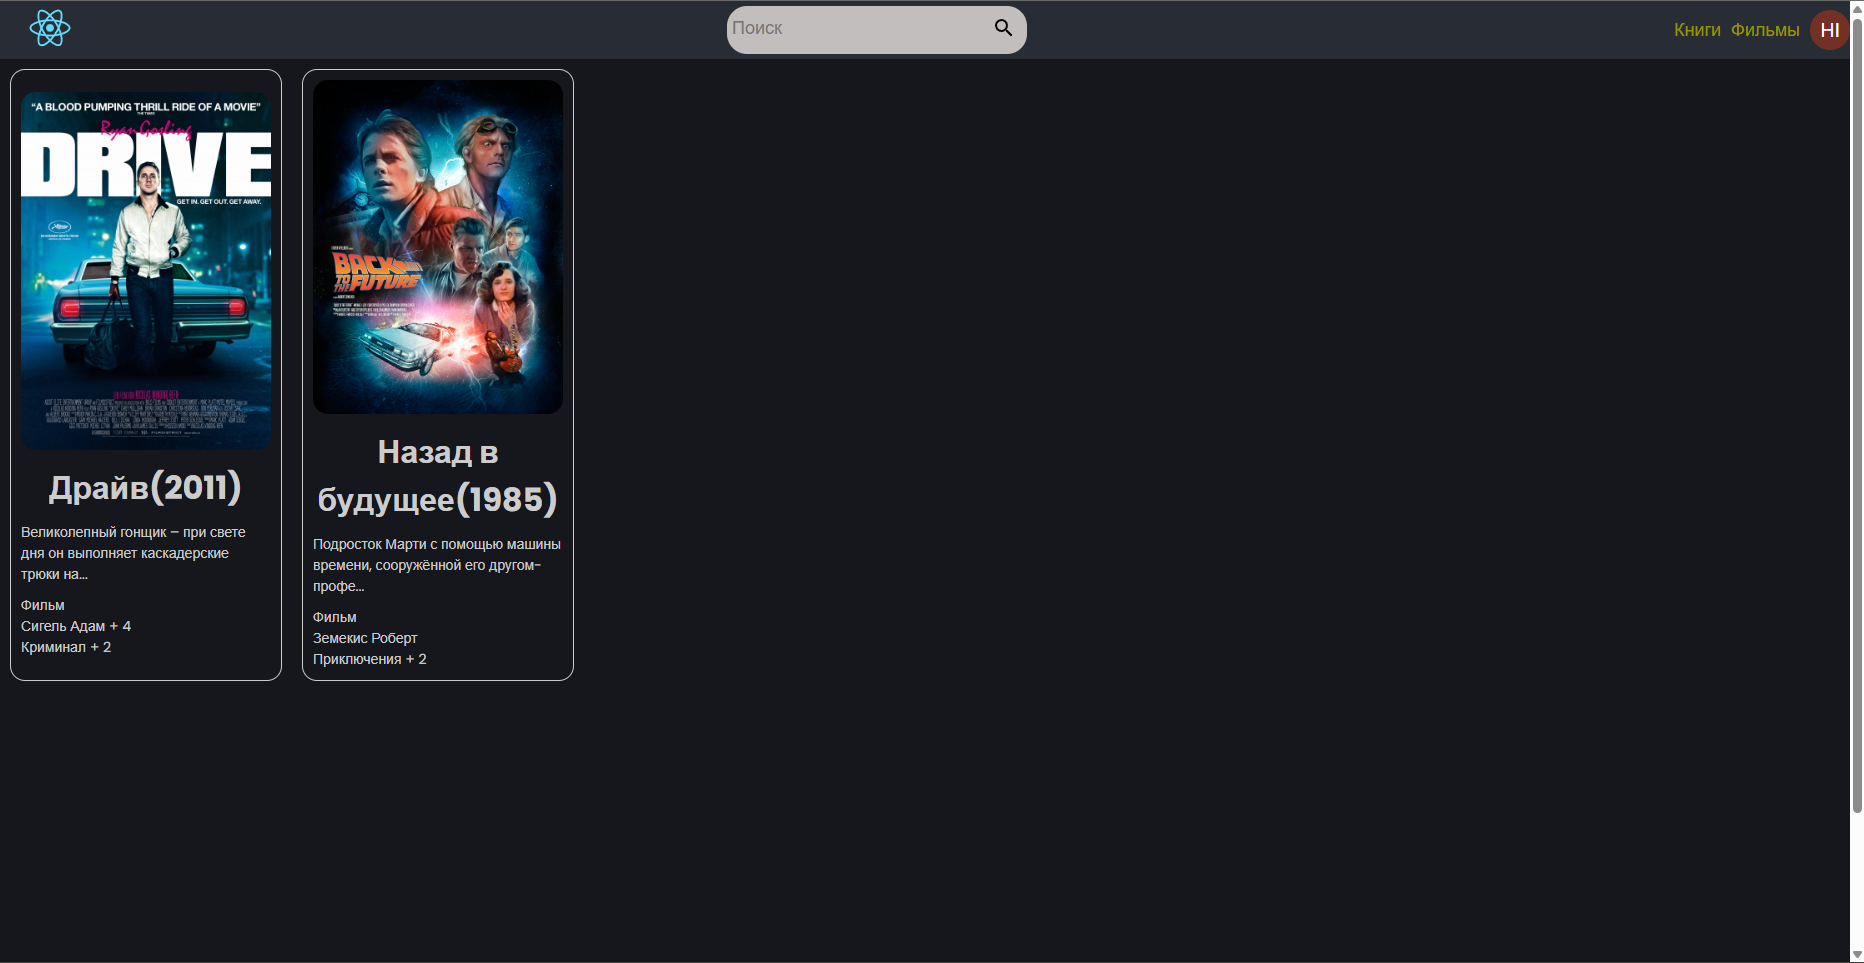 Поиск
Книги Фильмы HI
“A BLOOD PUMPING THRILL RIDE OF A MOVIE”
THE TIMES
Ryan Gosling
DRIVE
GET IN. GET OUT. GET AWAY.
Драйв(2011)
Великолепный гонщик – при свете
дня он выполняет каскадерские
трюки на...
Фильм
Сигель Адам + 4
Криминал + 2
BACK
TO THE FUTURE
Назад в
будущее(1985)
Подросток Марти с помощью машины
времени, сооружённой его другом-
профе...
Фильм
Земекис Роберт
Приключения + 2